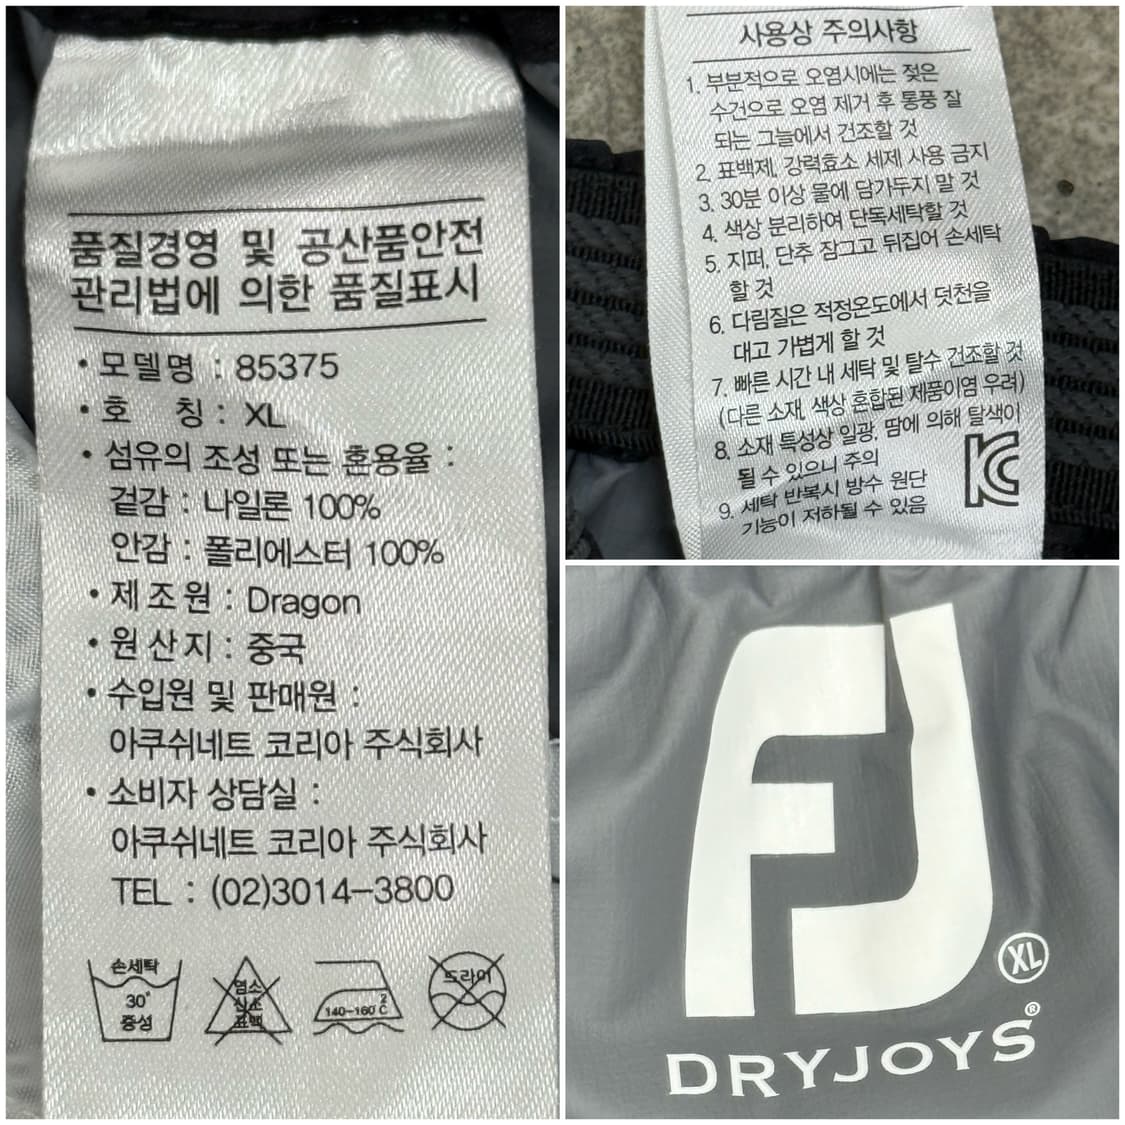 품질경영 및 공산품안전
관리법에 의한 품질표시
• 모델명 : 85375
• 호 칭 : XL
• 섬유의 조성 또는 혼용율 :
겉감 : 나일론 100%
안감 : 폴리에스터 100%
• 제조원 : Dragon
• 원산지 : 중국
• 수입원 및 판매원 :
아쿠쉬네트 코리아 주식회사
• 소비자 상담실 :
아쿠쉬네트 코리아 주식회사
TEL : (02)3014-3800
손세탁
30°
중성
염소
산소
표백
2
140-160°C
드라이
사용상 주의사항
1. 부분적으로 오염시에는 젖은
수건으로 오염 제거 후 통풍 잘
되는 그늘에서 건조할 것
2. 표백제, 강력효소 세제 사용 금지
3. 30분 이상 물에 담가두지 말 것
4. 색상 분리하여 단독세탁할 것
5. 지퍼, 단추 잠그고 뒤집어 손세탁
할 것
6. 다림질은 적정온도에서 덧천을
대고 가볍게 할 것
7. 빠른 시간 내 세탁 및 탈수 건조할 것
(다른 소재, 색상 혼합된 제품이염 우려)
8. 소재 특성상 일광, 땀에 의해 탈색이
될 수 있으니 주의
9. 세탁 반복시 방수 원단
기능이 저하될 수 있음
KC
FJ
XL
DRYJOYS®